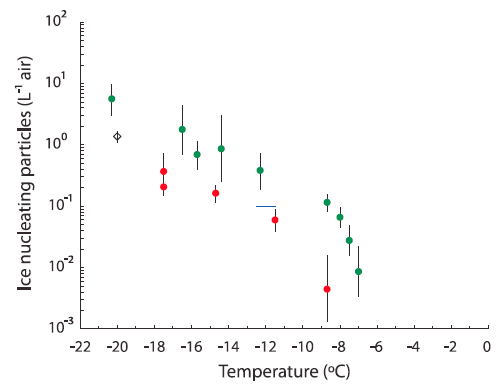 Ice nucleating particles (L⁻¹ air)
10²
10¹
10⁰
10⁻¹
10⁻²
10⁻³
-22 -20 -18 -16 -14 -12 -10 -8 -6 -4 -2 0
Temperature (ºC)